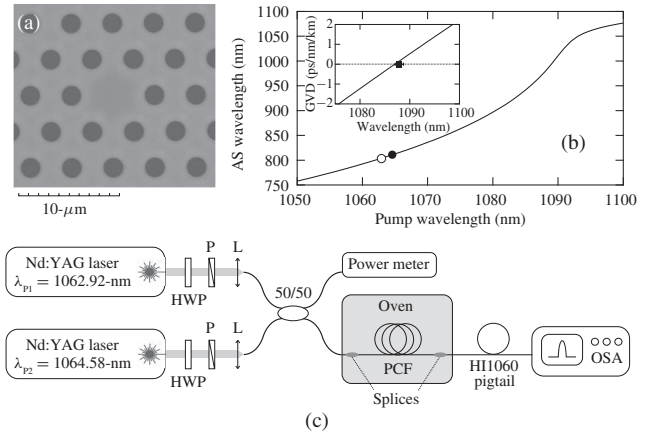 (a)
10-μm
AS wavelength (nm)
1100
1050
1000
950
900
850
800
750
1050
1060
1070
1080
1090
1100
Pump wavelength (nm)
(b)
GVD (ps/nm/km)
2
1
0
−1
−2
1080
1090
1100
Wavelength (nm)
Nd:YAG laser
λP1 = 1062.92-nm
HWP
P
L
Nd:YAG laser
λP2 = 1064.58-nm
HWP
P
L
50/50
Power meter
Oven
PCF
Splices
HI1060
pigtail
OSA
(c)